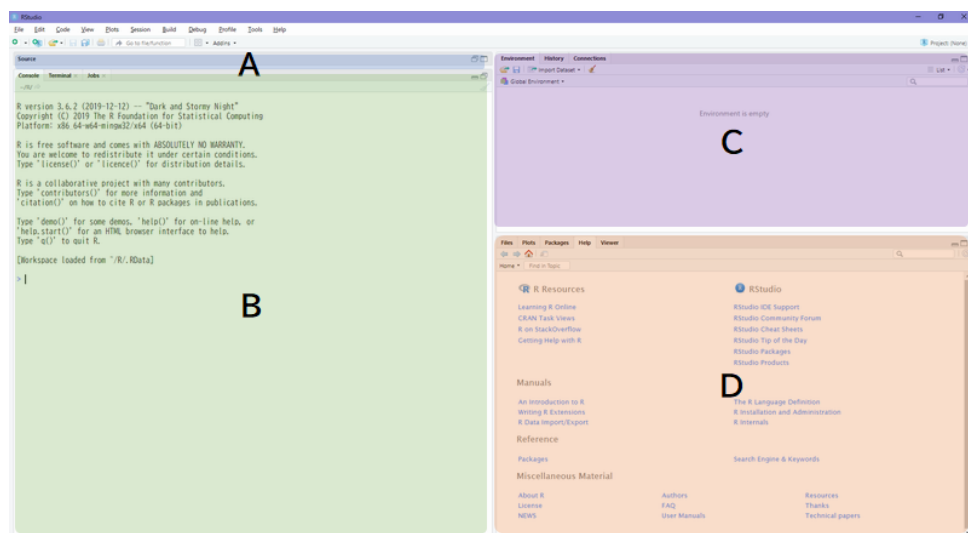 RStudio
File Edit Code View Plots Session Build Debug Profile Tools Help
Go to file/function Addins
Project: (None)
A
Source
Console Terminal Jobs
~/R/
R version 3.6.2 (2019-12-12) -- "Dark and Stormy Night"
Copyright (C) 2019 The R Foundation for Statistical Computing
Platform: x86_64-w64-mingw32/x64 (64-bit)
R is free software and comes with ABSOLUTELY NO WARRANTY.
You are welcome to redistribute it under certain conditions.
Type 'license()' or 'licence()' for distribution details.
R is a collaborative project with many contributors.
Type 'contributors()' for more information and
'citation()' on how to cite R or R packages in publications.
Type 'demo()' for some demos, 'help()' for on-line help, or
'help.start()' for an HTML browser interface to help.
Type 'q()' to quit R.
[Workspace loaded from ~/R/.RData]
>
B
Environment History Connections
Import Dataset List
Global Environment
Environment is empty
C
Files Plots Packages Help Viewer
Home Find in Topic
R Resources RStudio
Learning R Online RStudio IDE Support
CRAN Task Views RStudio Community Forum
R on StackOverflow RStudio Cheat Sheets
Getting Help with R RStudio Tip of the Day
RStudio Packages
RStudio Products
D
Manuals
An Introduction to R The R Language Definition
Writing R Extensions R Installation and Administration
R Data Import/Export R Internals
Reference
Packages Search Engine & Keywords
Miscellaneous Material
About R Authors Resources
License FAQ Thanks
NEWS User Manuals Technical papers